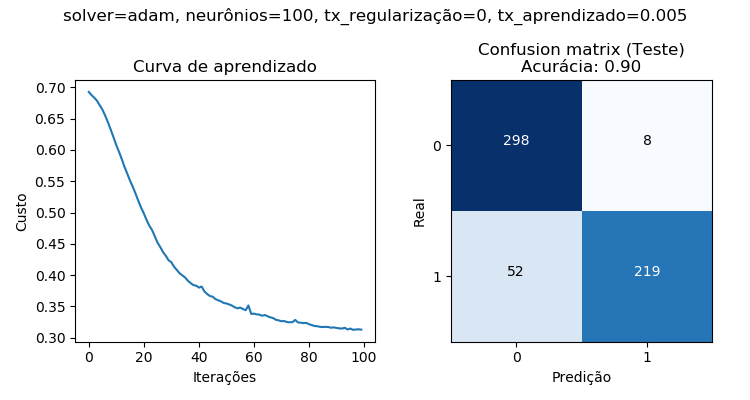 solver=adam, neurônios=100, tx_regularização=0, tx_aprendizado=0.005
Curva de aprendizado
0.70
0.65
0.60
0.55
0.50
0.45
0.40
0.35
0.30
Custo
0 20 40 60 80 100
Iterações
Confusion matrix (Teste)
Acurácia: 0.90
298 8
52 219
0
1
Real
0 1
Predição